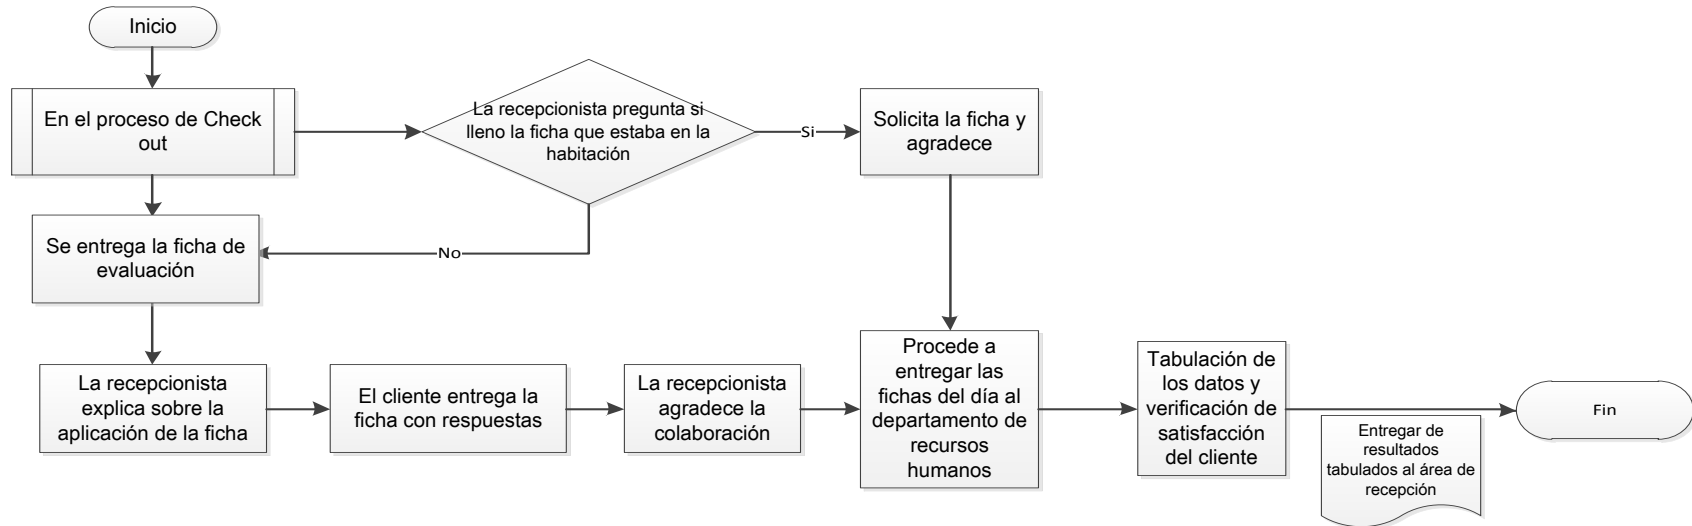 Inicio
En el proceso de Check
out
La recepcionista pregunta si
lleno la ficha que estaba en la
habitación
Si
Solicita la ficha y
agradece
Se entrega la ficha de
evaluación
No
La recepcionista
explica sobre la
aplicación de la ficha
El cliente entrega la
ficha con respuestas
La recepcionista
agradece la
colaboración
Procede a
entregar las
fichas del día al
departamento de
recursos
humanos
Tabulación de
los datos y
verificación de
satisfacción
del cliente
Entregar de
resultados
tabulados al área de
recepción
Fin